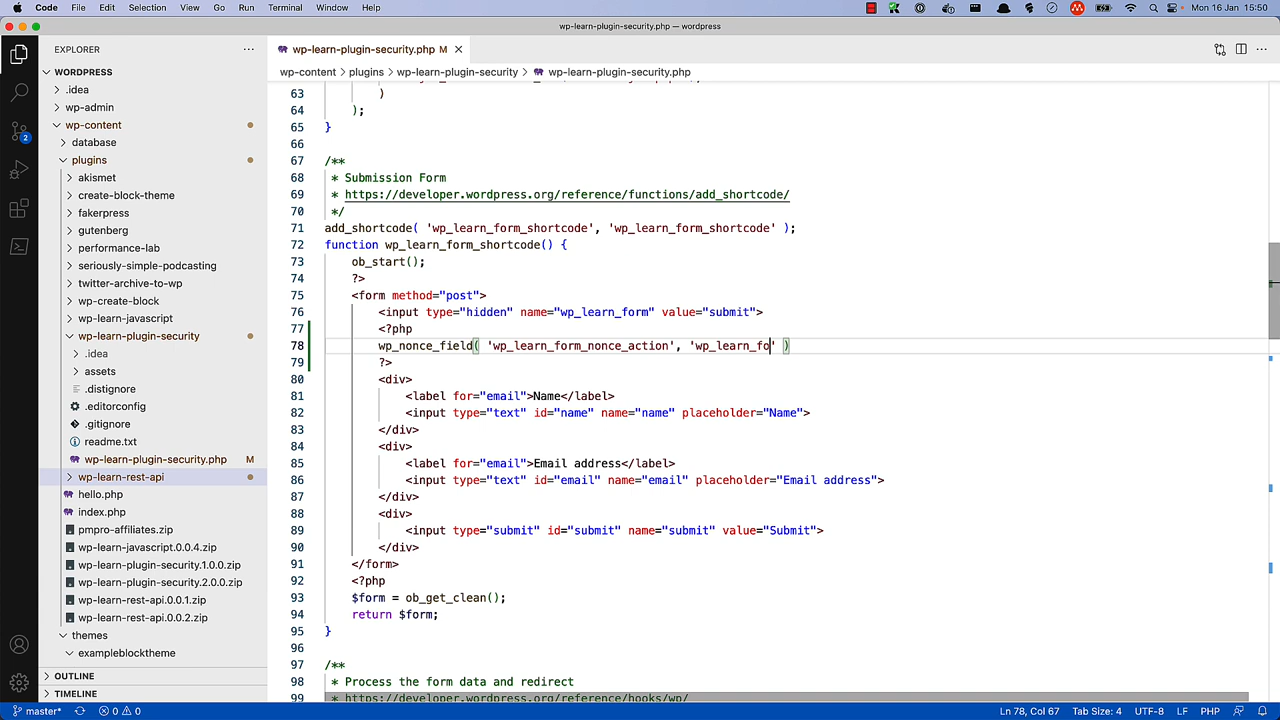 Code File Edit Selection View Go Run Terminal Window Help
Mon 16 Jan 15:50
wp-learn-plugin-security.php — wordpress
EXPLORER
WORDPRESS
.idea
wp-admin
wp-content
database
plugins
akismet
create-block-theme
fakerpress
gutenberg
performance-lab
seriously-simple-podcasting
twitter-archive-to-wp
wp-create-block
wp-learn-javascript
wp-learn-plugin-security
.idea
assets
.distignore
.editorconfig
.gitignore
readme.txt
wp-learn-plugin-security.php M
wp-learn-rest-api
hello.php
index.php
pmpro-affiliates.zip
wp-learn-javascript.0.0.4.zip
wp-learn-plugin-security.1.0.0.zip
wp-learn-plugin-security.2.0.0.zip
wp-learn-rest-api.0.0.1.zip
wp-learn-rest-api.0.0.2.zip
themes
exampleblocktheme
OUTLINE
TIMELINE
2
wp-learn-plugin-security.php M
wp-content > plugins > wp-learn-plugin-security > wp-learn-plugin-security.php
63 )
64 );
65 }
66
67 /**
68 * Submission Form
69 * https://developer.wordpress.org/reference/functions/add_shortcode/
70 */
71 add_shortcode( 'wp_learn_form_shortcode', 'wp_learn_form_shortcode' );
72 function wp_learn_form_shortcode() {
73 ob_start();
74 ?>
75 <form method="post">
76 <input type="hidden" name="wp_learn_form" value="submit">
77 <?php
78 wp_nonce_field( 'wp_learn_form_nonce_action', 'wp_learn_fo' )
79 ?>
80 <div>
81 <label for="email">Name</label>
82 <input type="text" id="name" name="name" placeholder="Name">
83 </div>
84 <div>
85 <label for="email">Email address</label>
86 <input type="text" id="email" name="email" placeholder="Email address">
87 </div>
88 <div>
89 <input type="submit" id="submit" name="submit" value="Submit">
90 </div>
91 </form>
92 <?php
93 $form = ob_get_clean();
94 return $form;
95 }
96
97 /**
98 * Process the form data and redirect
99 * https://developer.wordpress.org/reference/hooks/wp/
master* 0 0 Ln 78, Col 67 Tab Size: 4 UTF-8 LF PHP